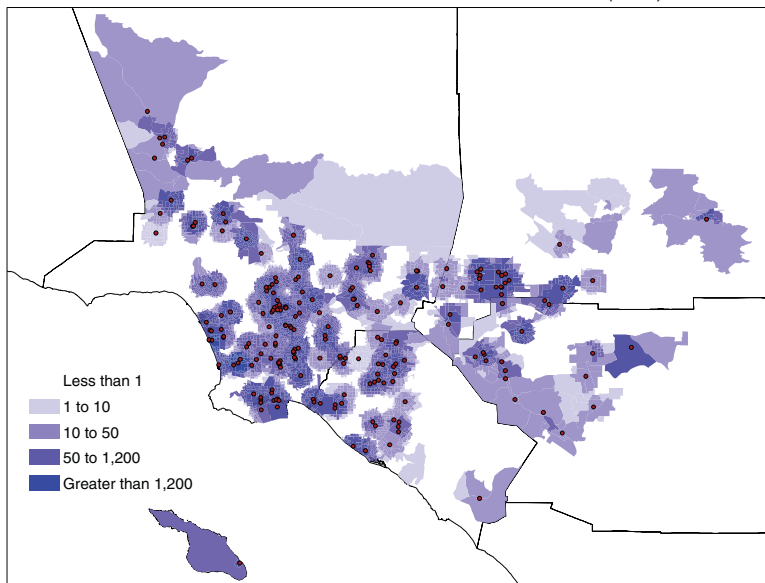 Less than 1
1 to 10
10 to 50
50 to 1,200
Greater than 1,200